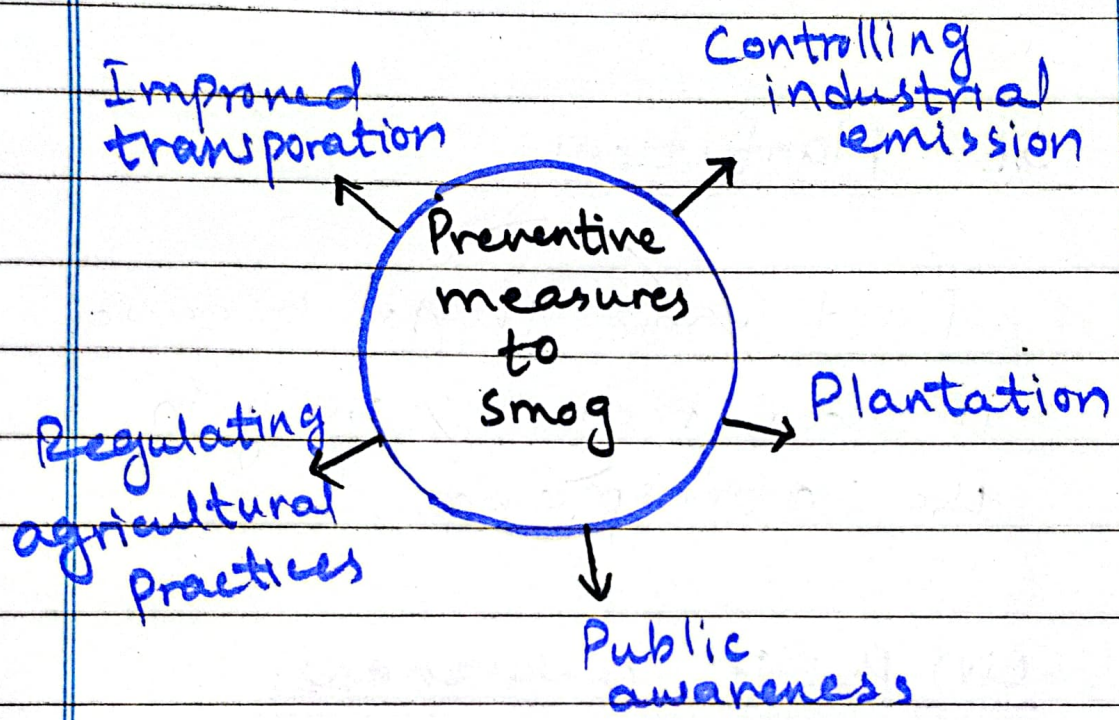 Improved
transporation
Controlling
industrial
emission
Preventive
measures
to
smog
Plantation
Regulating
agricultural
practices
Public
awareness